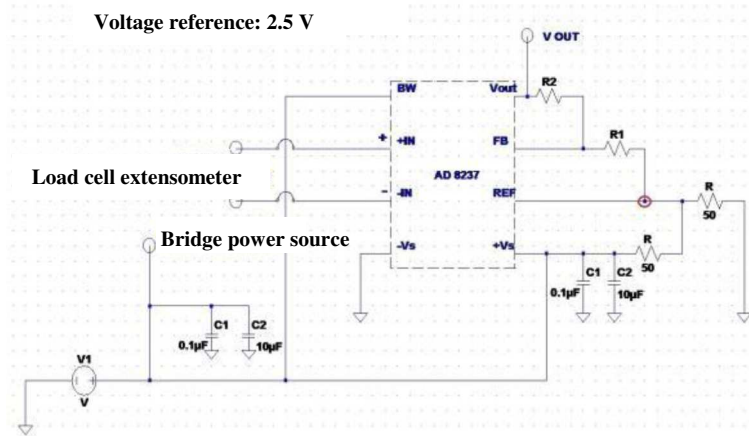 Voltage reference: 2.5 V
V OUT
BW
Vout
R2
+
+IN
FB
R1
Load cell extensometer
AD 8237
-
-IN
REF
R
50
Bridge power source
-Vs
+Vs
R
50
C1
0.1µF
C2
10µF
C1
0.1µF
C2
10µF
V1
V